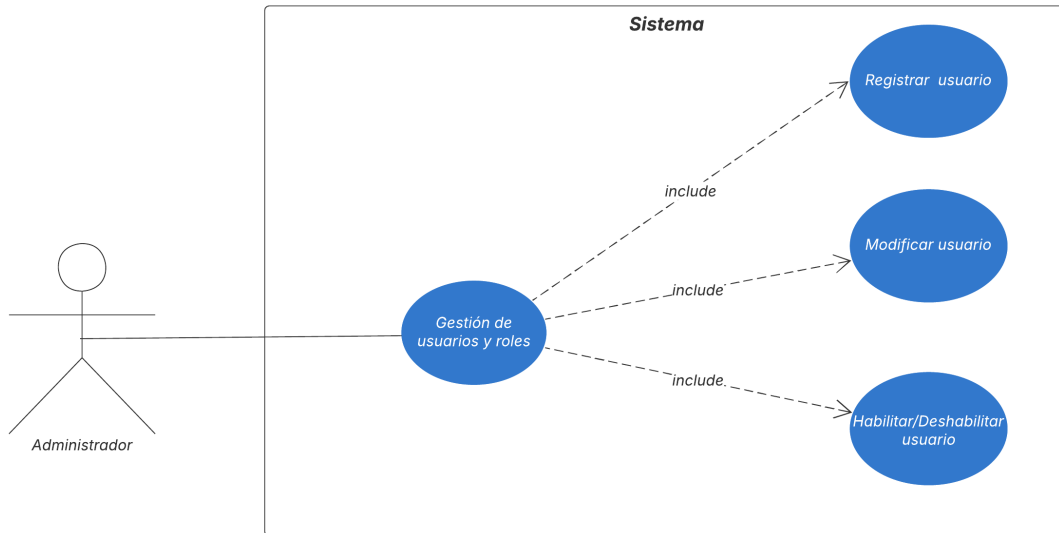 Sistema
Registrar usuario
include
Modificar usuario
include
Gestión de
usuarios y roles
include
Habilitar/Deshabilitar
usuario
Administrador